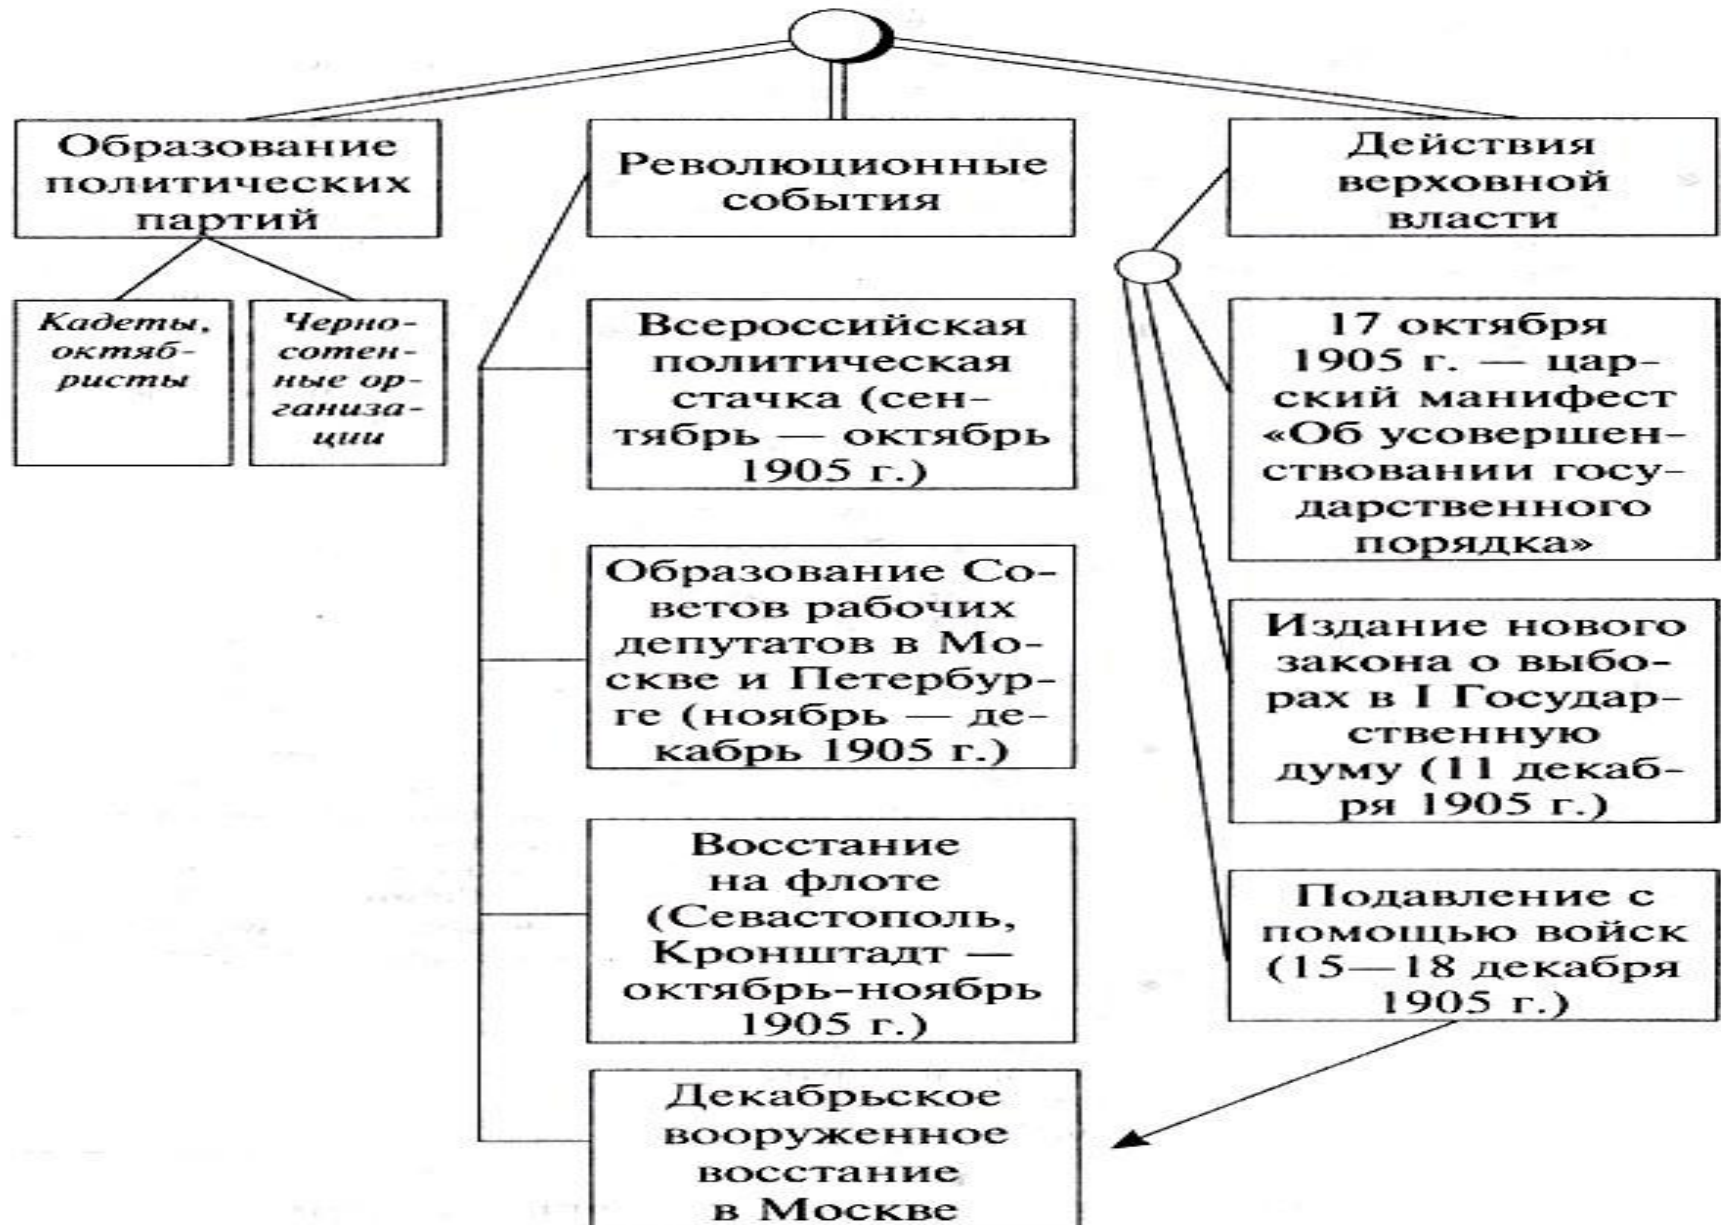 Образование
политических
партий
Кадеты,
октяб-
ристы
Черно-
сотен-
ные ор-
ганиза-
ции
Революционные
события
Всероссийская
политическая
стачка (сен-
тябрь — октябрь
1905 г.)
Образование Со-
ветов рабочих
депутатов в Мо-
скве и Петербур-
ге (ноябрь — де-
кабрь 1905 г.)
Восстание
на флоте
(Севастополь,
Кронштадт —
октябрь-ноябрь
1905 г.)
Декабрьское
вооруженное
восстание
в Москве
Действия
верховной
власти
17 октября
1905 г. — цар-
ский манифест
«Об усовершен-
ствовании госу-
дарственного
порядка»
Издание нового
закона о выбо-
рах в I Государ-
ственную
думу (11 декаб-
ря 1905 г.)
Подавление с
помощью войск
(15—18 декабря
1905 г.)